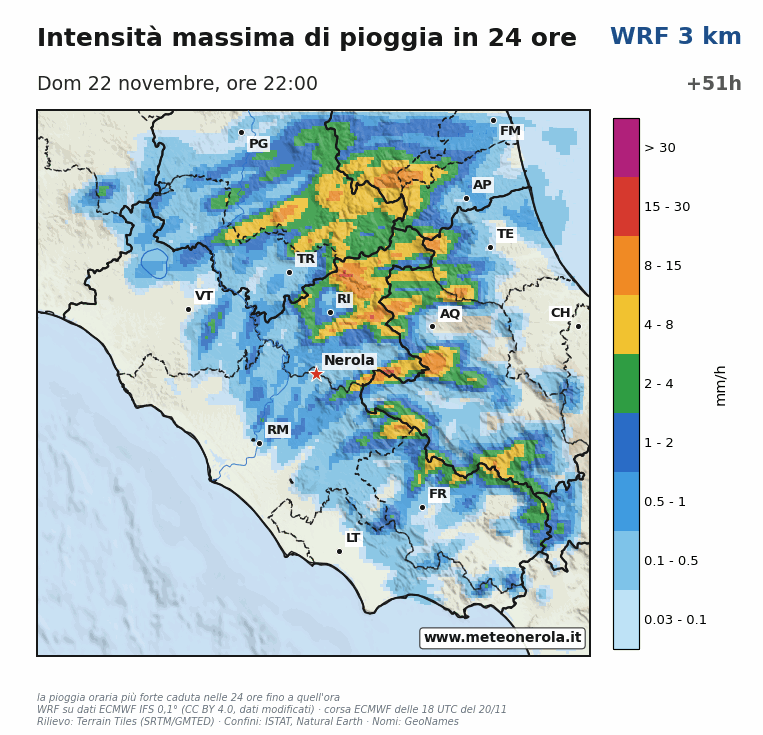 Intensità massima di pioggia in 24 ore
WRF 3 km
Dom 22 novembre, ore 22:00
+51h
PG
FM
AP
TE
TR
VT
RI
AQ
CH.
Nerola
RM
FR
LT
www.meteonerola.it
> 30
15 - 30
8 - 15
4 - 8
2 - 4
1 - 2
0.5 - 1
0.1 - 0.5
0.03 - 0.1
mm/h
la pioggia oraria più forte caduta nelle 24 ore fino a quell'ora
WRF su dati ECMWF IFS 0,1° (CC BY 4.0, dati modificati) · corsa ECMWF delle 18 UTC del 20/11
Rilievo: Terrain Tiles (SRTM/GMTED) · Confini: ISTAT, Natural Earth · Nomi: GeoNames